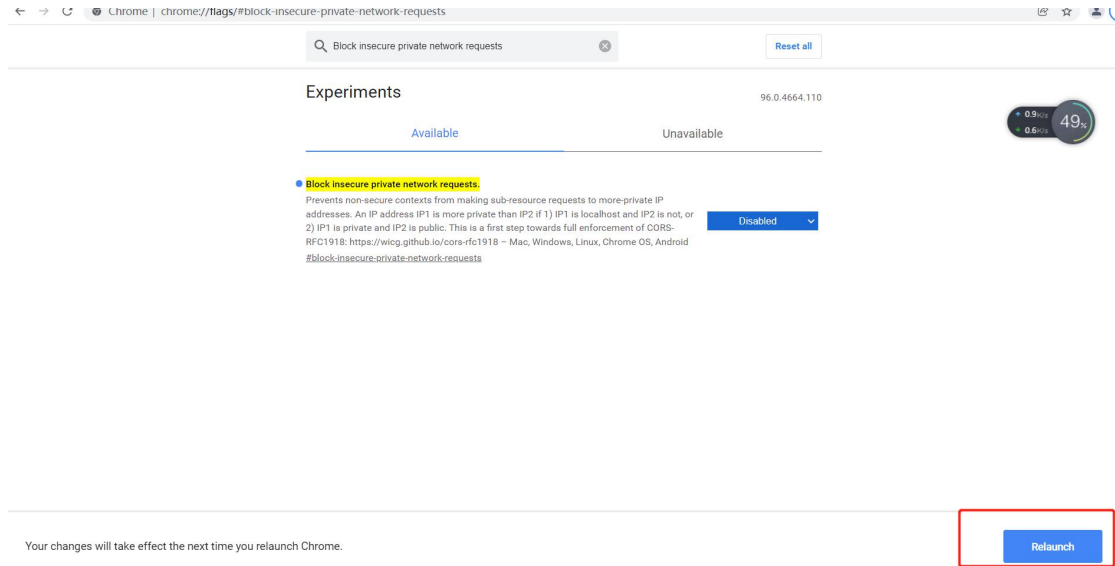 Chrome | chrome://flags/#block-insecure-private-network-requests
Block insecure private network requests
Reset all
Experiments
96.0.4664.110
Available
Unavailable
Block insecure private network requests.
Prevents non-secure contexts from making sub-resource requests to more-private IP
addresses. An IP address IP1 is more private than IP2 if 1) IP1 is localhost and IP2 is not, or
2) IP1 is private and IP2 is public. This is a first step towards full enforcement of CORS-
RFC1918: https://wicg.github.io/cors-rfc1918 – Mac, Windows, Linux, Chrome OS, Android
#block-insecure-private-network-requests
Disabled
0.9K/s
0.6K/s
49%
Your changes will take effect the next time you relaunch Chrome.
Relaunch